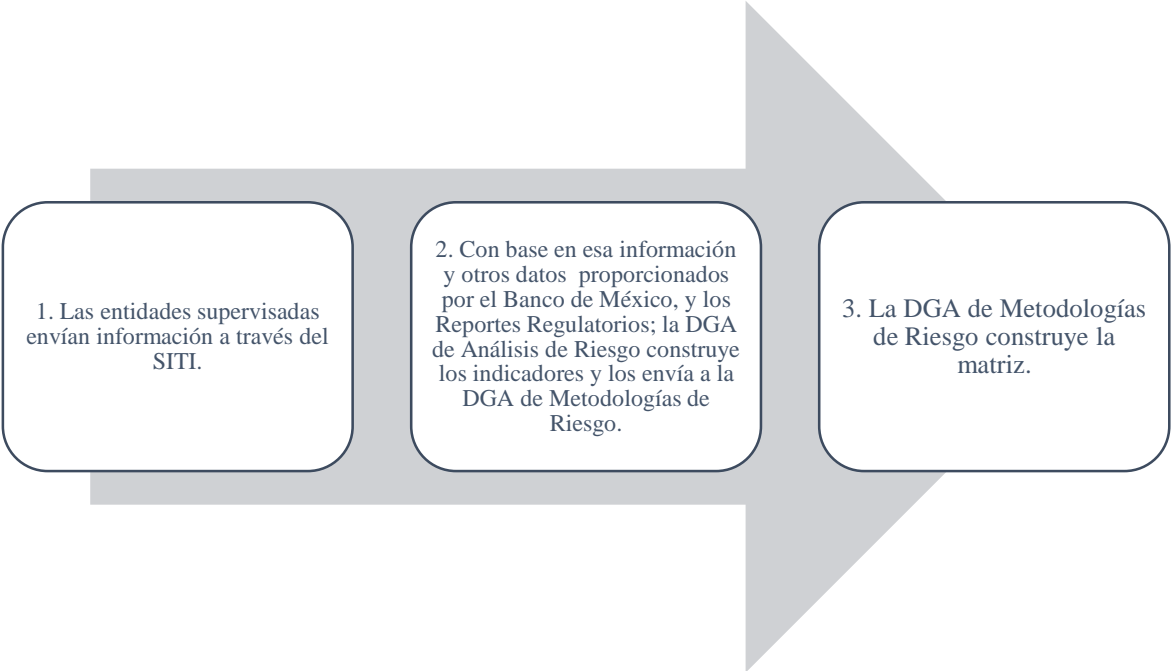 1. Las entidades supervisadas
envían información a través del
SITI.
2. Con base en esa información
y otros datos proporcionados
por el Banco de México, y los
Reportes Regulatorios; la DGA
de Análisis de Riesgo construye
los indicadores y los envía a la
DGA de Metodologías de
Riesgo.
3. La DGA de Metodologías
de Riesgo construye la
matriz.